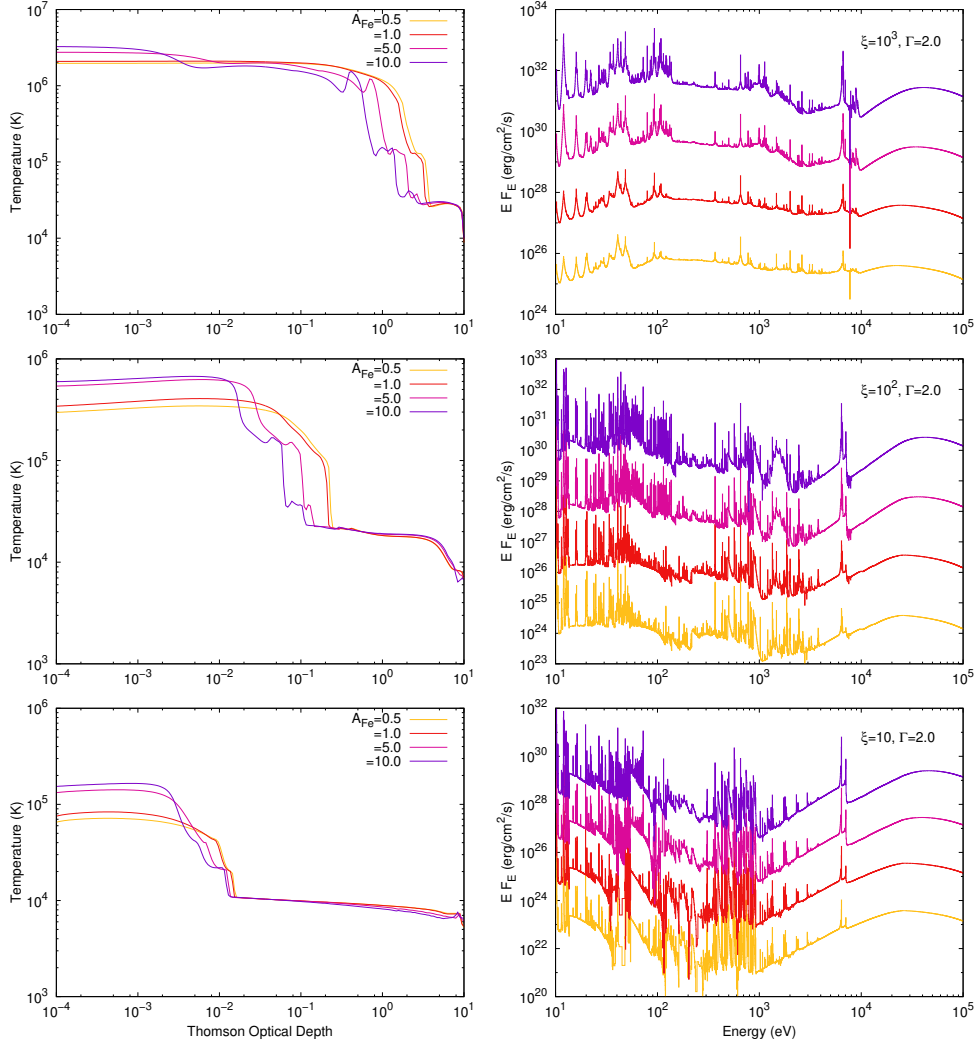 10^7
10^6
10^5
10^4
10^3
Temperature (K)
A_Fe=0.5
=1.0
=5.0
=10.0
10^-4 10^-3 10^-2 10^-1 10^0 10^1
10^34
10^32
10^30
10^28
10^26
10^24
E F_E (erg/cm^2/s)
ξ=10^3, Γ=2.0
10^1 10^2 10^3 10^4 10^5
10^6
10^5
10^4
10^3
Temperature (K)
A_Fe=0.5
=1.0
=5.0
=10.0
10^-4 10^-3 10^-2 10^-1 10^0 10^1
10^33
10^32
10^31
10^30
10^29
10^28
10^27
10^26
10^25
10^24
10^23
E F_E (erg/cm^2/s)
ξ=10^2, Γ=2.0
10^1 10^2 10^3 10^4 10^5
10^6
10^5
10^4
10^3
Temperature (K)
A_Fe=0.5
=1.0
=5.0
=10.0
10^-4 10^-3 10^-2 10^-1 10^0 10^1
Thomson Optical Depth
10^32
10^30
10^28
10^26
10^24
10^22
10^20
E F_E (erg/cm^2/s)
ξ=10, Γ=2.0
10^1 10^2 10^3 10^4 10^5
Energy (eV)